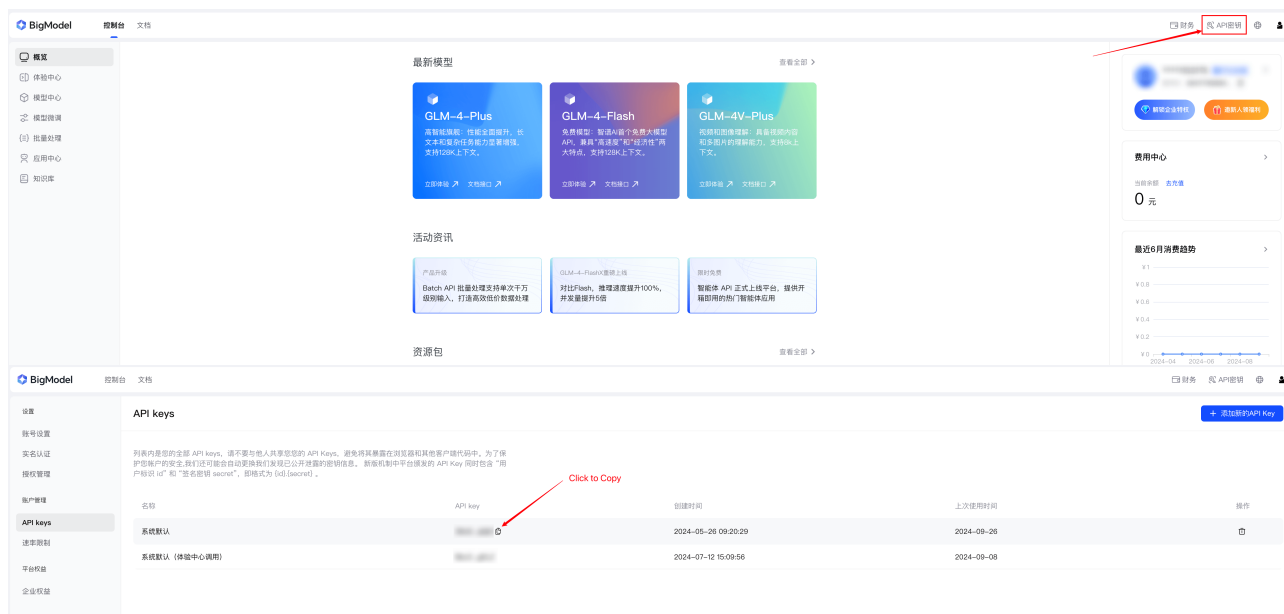 BigModel
控制台
文档
财务
API密钥
概览
体验中心
模型中心
模型微调
批量处理
应用中心
知识库
最新模型
查看全部
GLM-4-Plus
高智能旗舰：性能全面提升，长
文本和复杂任务能力显著增强，
支持128K上下文。
立即体验
文档接口
GLM-4-Flash
免费模型：智谱AI首个免费大模型
API，兼具“高速度”和“经济性”两
大特点，支持128K上下文。
立即体验
文档接口
GLM-4V-Plus
视频和图像理解：具备视频内容
和多图片的理解能力，支持8k上
下文。
立即体验
文档接口
解锁企业特权
邀新人领福利
费用中心
当前余额
去充值
0 元
最近6月消费趋势
¥1
¥0.8
¥0.6
¥0.4
¥0.2
¥0
2024-04
2024-06
2024-08
活动资讯
产品升级
Batch API 批量处理支持单次千万
级别输入，打造高效低价数据处理
GLM-4-FlashX重磅上线
对比Flash，推理速度提升100%，
并发量提升5倍
限时免费
智能体 API 正式上线平台，提供开
箱即用的热门智能体应用
资源包
查看全部
BigModel
控制台
文档
财务
API密钥
设置
账号设置
实名认证
授权管理
账户管理
API keys
速率限制
平台权益
企业权益
API keys
添加新的API Key
列表内是您的全部 API keys，请不要与他人共享您您的 API Keys，避免将其暴露在浏览器和其他客户端代码中。为了保
护您帐户的安全,我们还可能会自动更换我们发现已公开泄露的密钥信息。 新版机制中平台颁发的 API Key 同时包含 “用
户标识 id” 和 “签名密钥 secret”，即格式为 {id}.{secret} 。
Click to Copy
名称
API key
创建时间
上次使用时间
操作
系统默认
2024-05-26 09:20:29
2024-09-26
系统默认（体验中心调用）
2024-07-12 15:09:56
2024-09-08